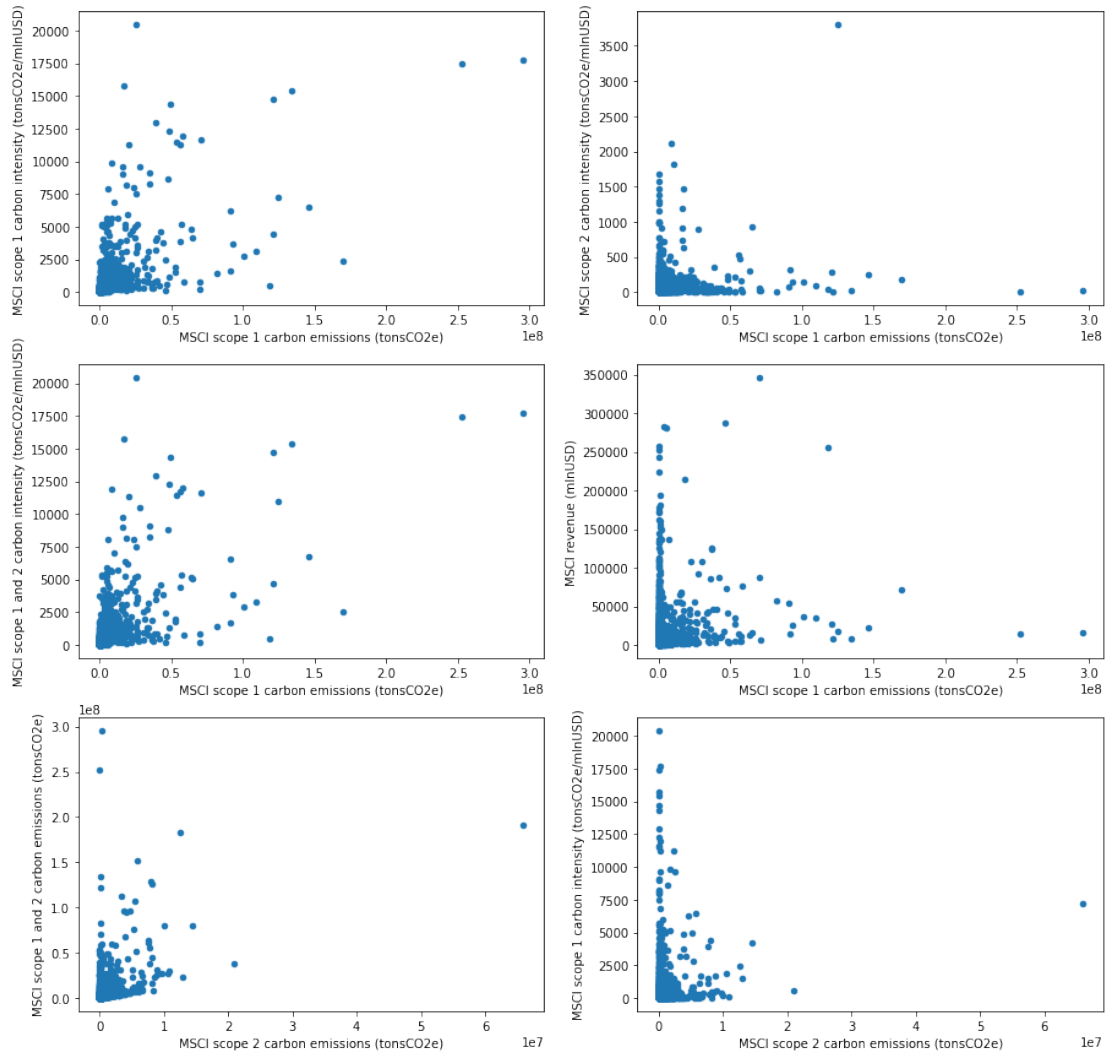 MSCI scope 1 carbon intensity (tonsCO2e/mlnUSD)
20000
17500
15000
12500
10000
7500
5000
2500
0
0.0 0.5 1.0 1.5 2.0 2.5 3.0
1e8
MSCI scope 1 carbon emissions (tonsCO2e)
MSCI scope 2 carbon intensity (tonsCO2e/mlnUSD)
3500
3000
2500
2000
1500
1000
500
0
0.0 0.5 1.0 1.5 2.0 2.5 3.0
1e8
MSCI scope 1 carbon emissions (tonsCO2e)
MSCI scope 1 and 2 carbon intensity (tonsCO2e/mlnUSD)
20000
17500
15000
12500
10000
7500
5000
2500
0
0.0 0.5 1.0 1.5 2.0 2.5 3.0
1e8
MSCI scope 1 carbon emissions (tonsCO2e)
MSCI revenue (mlnUSD)
350000
300000
250000
200000
150000
100000
50000
0
0.0 0.5 1.0 1.5 2.0 2.5 3.0
1e8
MSCI scope 1 carbon emissions (tonsCO2e)
1e8
MSCI scope 1 and 2 carbon emissions (tonsCO2e)
3.0
2.5
2.0
1.5
1.0
0.5
0.0
0 1 2 3 4 5 6
1e7
MSCI scope 2 carbon emissions (tonsCO2e)
MSCI scope 1 carbon intensity (tonsCO2e/mlnUSD)
20000
17500
15000
12500
10000
7500
5000
2500
0
0 1 2 3 4 5 6
1e7
MSCI scope 2 carbon emissions (tonsCO2e)